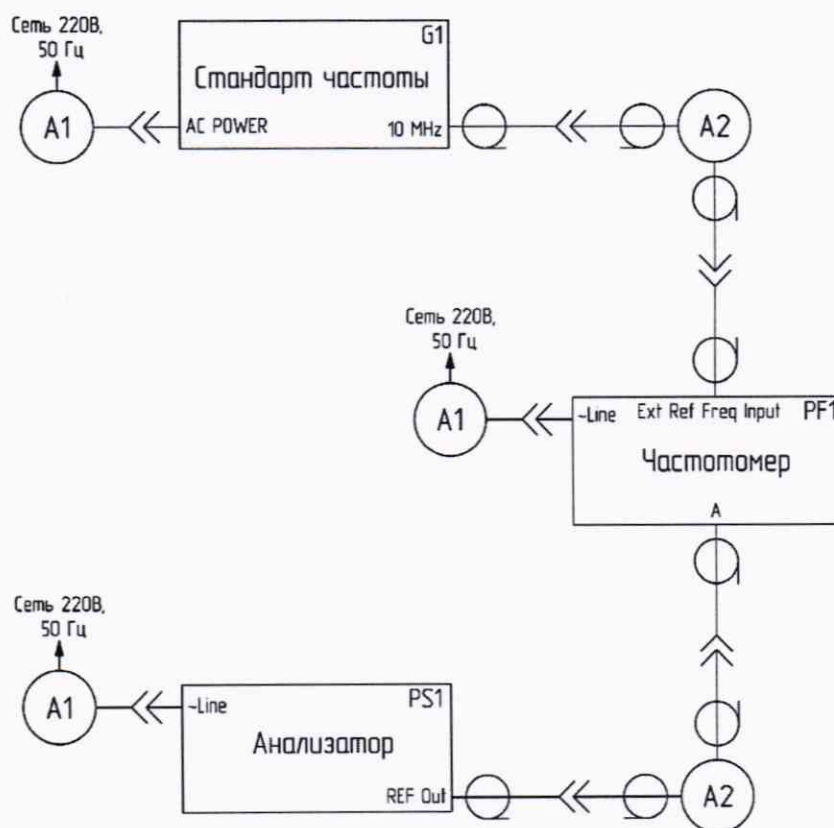 Сеть 220В,
50 Гц
A1
G1
Стандарт частоты
AC POWER
10 MHz
A2
Сеть 220В,
50 Гц
A1
~Line
Ext Ref Freq Input
PF1
Частотомер
A
Сеть 220В,
50 Гц
A1
~Line
PS1
Анализатор
REF Out
A2